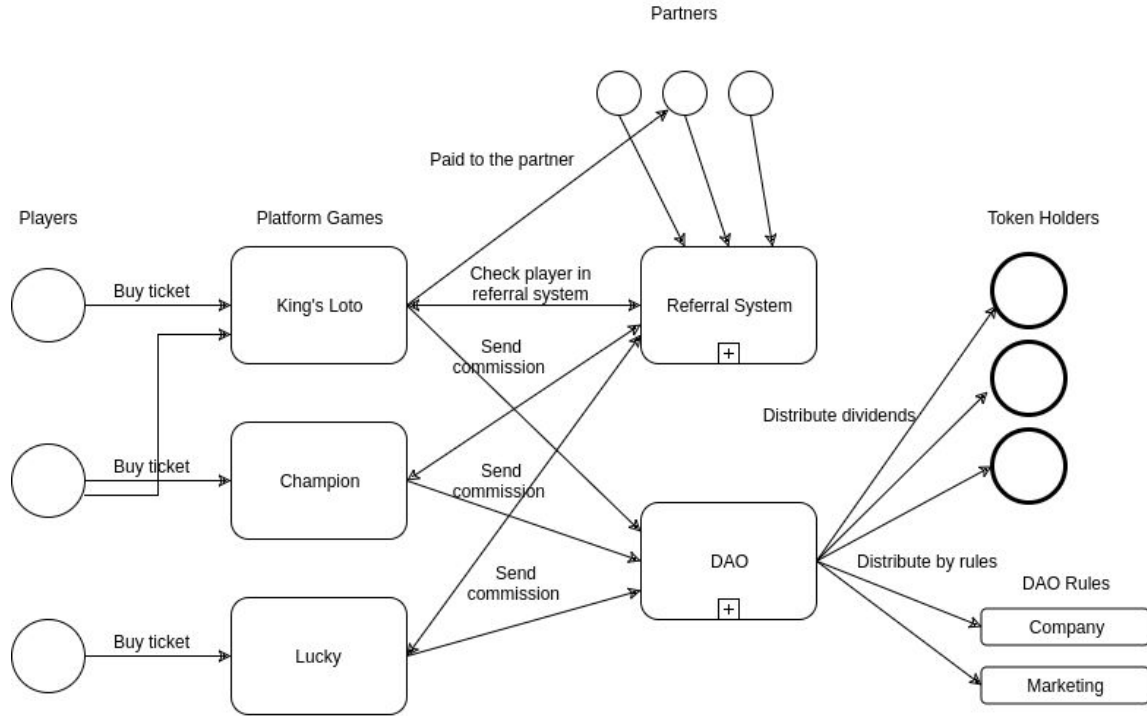 Partners
Paid to the partner
Players
Platform Games
Token Holders
Buy ticket
King's Loto
Check player in
referral system
Referral System
Send
commission
Distribute dividends
Buy ticket
Champion
Send
commission
DAO
Distribute by rules
Send
commission
DAO Rules
Company
Buy ticket
Lucky
Marketing